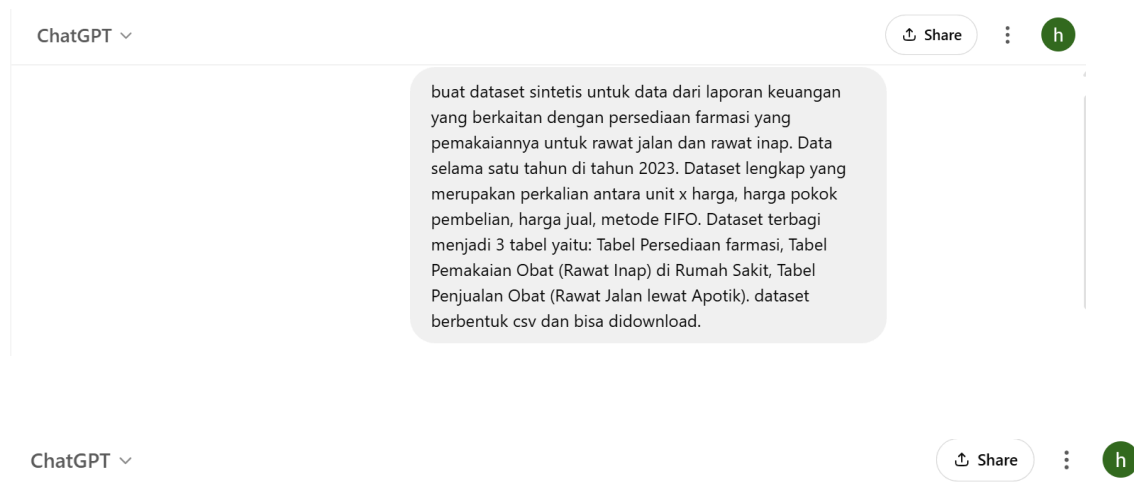 ChatGPT
Share
h
buat dataset sintetis untuk data dari laporan keuangan
yang berkaitan dengan persediaan farmasi yang
pemakaiannya untuk rawat jalan dan rawat inap. Data
selama satu tahun di tahun 2023. Dataset lengkap yang
merupakan perkalian antara unit x harga, harga pokok
pembelian, harga jual, metode FIFO. Dataset terbagi
menjadi 3 tabel yaitu: Tabel Persediaan farmasi, Tabel
Pemakaian Obat (Rawat Inap) di Rumah Sakit, Tabel
Penjualan Obat (Rawat Jalan lewat Apotik). dataset
berbentuk csv dan bisa didownload.
ChatGPT
Share
h